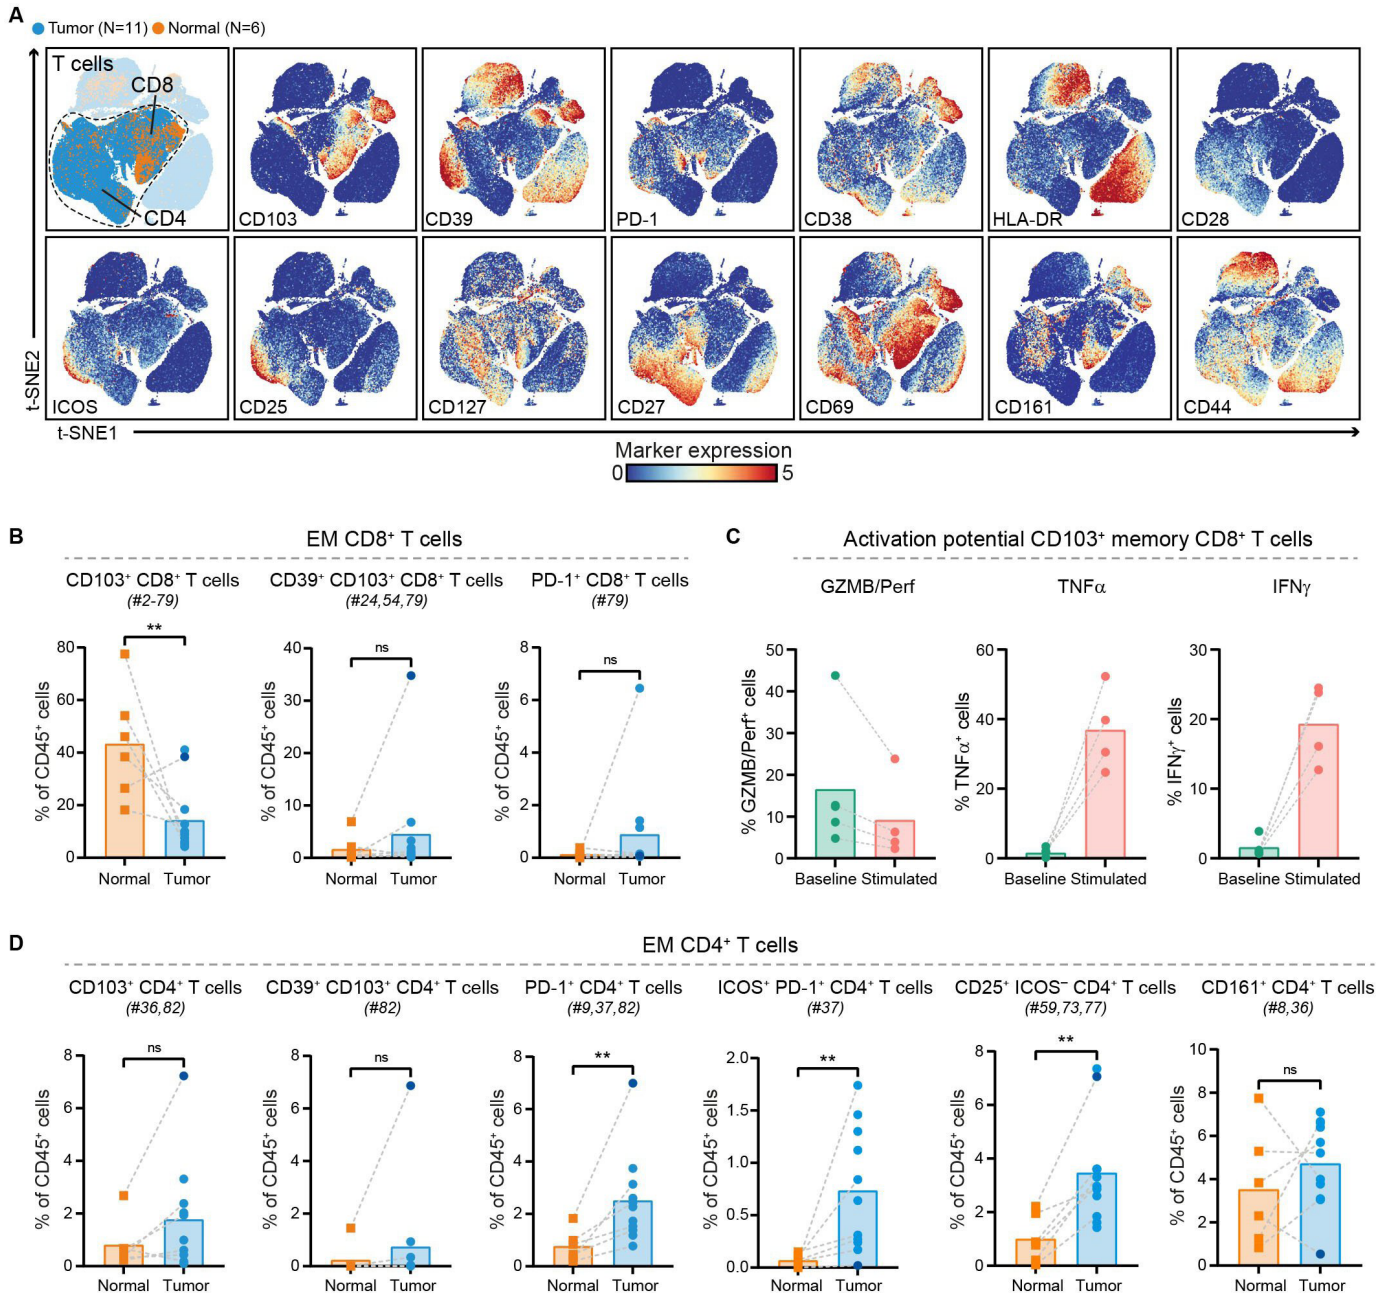 A
Tumor (N=11) Normal (N=6)
T cells
CD8
CD4
CD103
CD39
PD-1
CD38
HLA-DR
CD28
ICOS
CD25
CD127
CD27
CD69
CD161
CD44
t-SNE2
t-SNE1
Marker expression
0 5
B
EM CD8⁺ T cells
CD103⁺ CD8⁺ T cells
(#2-79)
**
% of CD45⁺ cells
80
60
40
20
0
Normal Tumor
CD39⁺ CD103⁺ CD8⁺ T cells
(#24,54,79)
ns
% of CD45⁺ cells
40
30
20
10
0
Normal Tumor
PD-1⁺ CD8⁺ T cells
(#79)
ns
% of CD45⁺ cells
8
6
4
2
0
Normal Tumor
C
Activation potential CD103⁺ memory CD8⁺ T cells
GZMB/Perf
% GZMB/Perf⁺ cells
50
40
30
20
10
0
Baseline Stimulated
TNFα
% TNFα⁺ cells
60
40
20
0
Baseline Stimulated
IFNγ
% IFNγ⁺ cells
30
20
10
0
Baseline Stimulated
D
EM CD4⁺ T cells
CD103⁺ CD4⁺ T cells
(#36,82)
ns
% of CD45⁺ cells
8
6
4
2
0
Normal Tumor
CD39⁺ CD103⁺ CD4⁺ T cells
(#82)
ns
% of CD45⁺ cells
8
6
4
2
0
Normal Tumor
PD-1⁺ CD4⁺ T cells
(#9,37,82)
**
% of CD45⁺ cells
8
6
4
2
0
Normal Tumor
ICOS⁺ PD-1⁺ CD4⁺ T cells
(#37)
**
% of CD45⁺ cells
2.0
1.5
1.0
0.5
0.0
Normal Tumor
CD25⁺ ICOS⁻ CD4⁺ T cells
(#59,73,77)
**
% of CD45⁺ cells
8
6
4
2
0
Normal Tumor
CD161⁺ CD4⁺ T cells
(#8,36)
ns
% of CD45⁺ cells
10
8
6
4
2
0
Normal Tumor